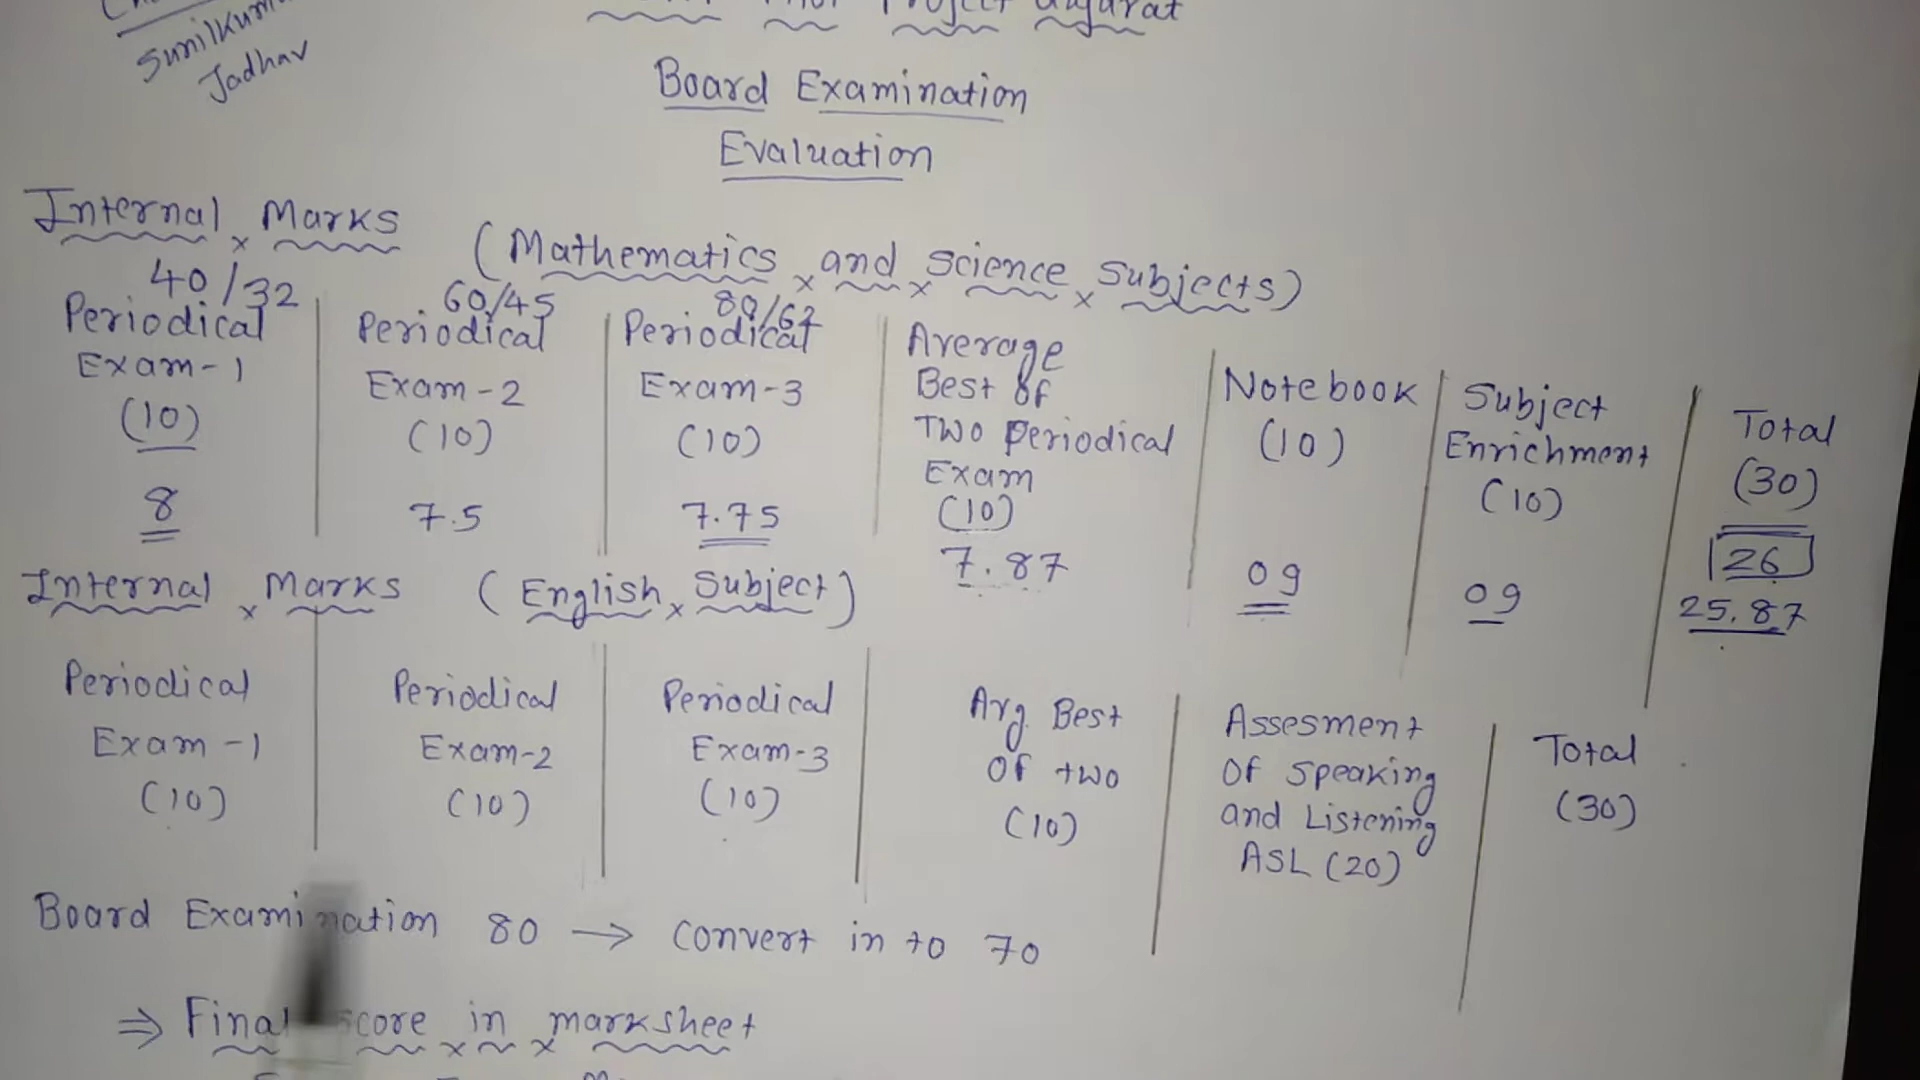 Sunilkum
Jadhav
Project Gujarat
Board Examination
Evaluation
Internal Marks
(Mathematics and Science Subjects)
40/32
Periodical
Exam-1
(10)
8
60/45
Periodical
Exam-2
(10)
7.5
80/62
Periodical
Exam-3
(10)
7.75
Average
Best of
Two Periodical
Exam
(10)
7.87
Notebook
(10)
09
Subject
Enrichment
(10)
09
Total
(30)
26
25.87
Internal Marks (English Subject)
Periodical
Exam-1
(10)
Periodical
Exam-2
(10)
Periodical
Exam-3
(10)
Avg. Best
of two
(10)
Assesment
of speaking
and Listening
ASL (20)
Total
(30)
Board Examination 80 → convert in to 70
⇒ Final score in marksheet